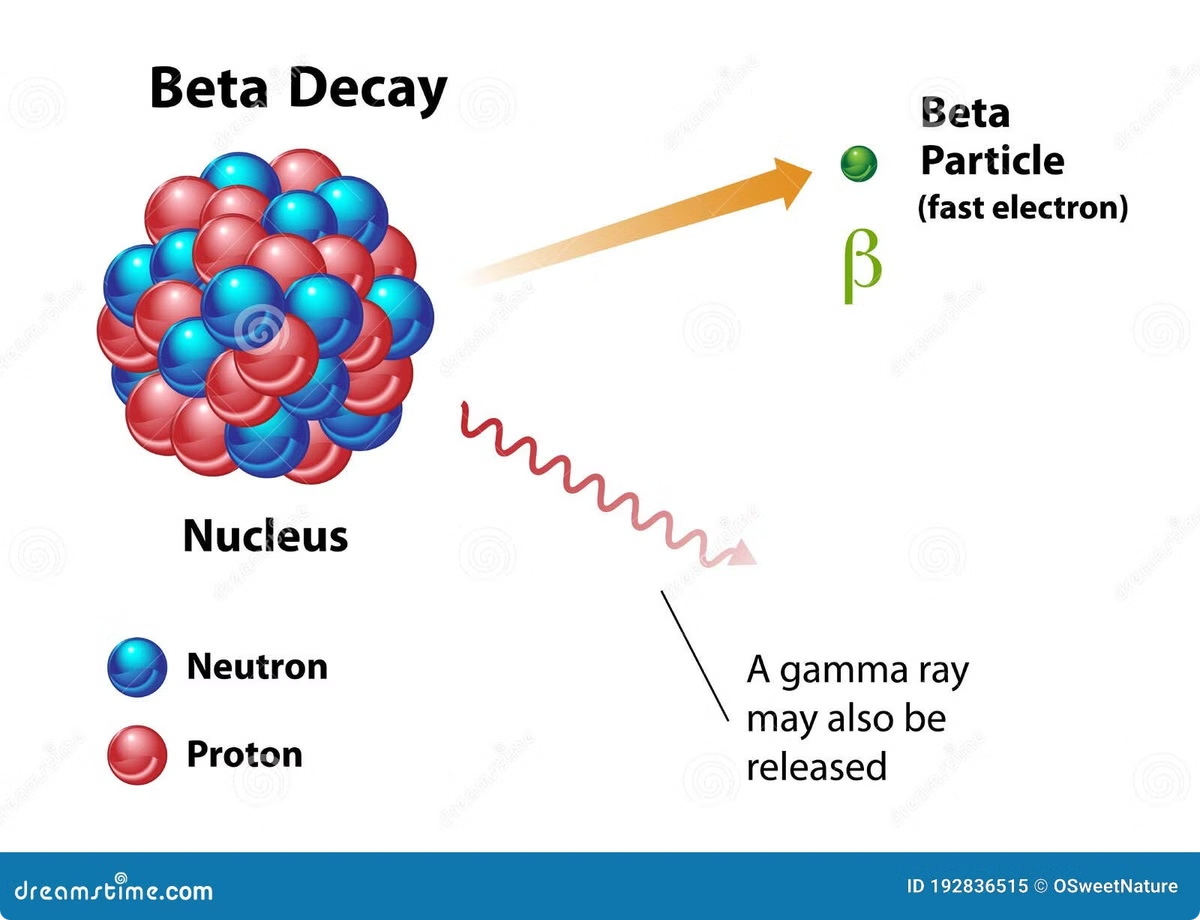 Beta Decay
Beta
Particle
(fast electron)
β
Nucleus
Neutron
Proton
A gamma ray
may also be
released
dreamstime.com
ID 192836515 © OSweetNature